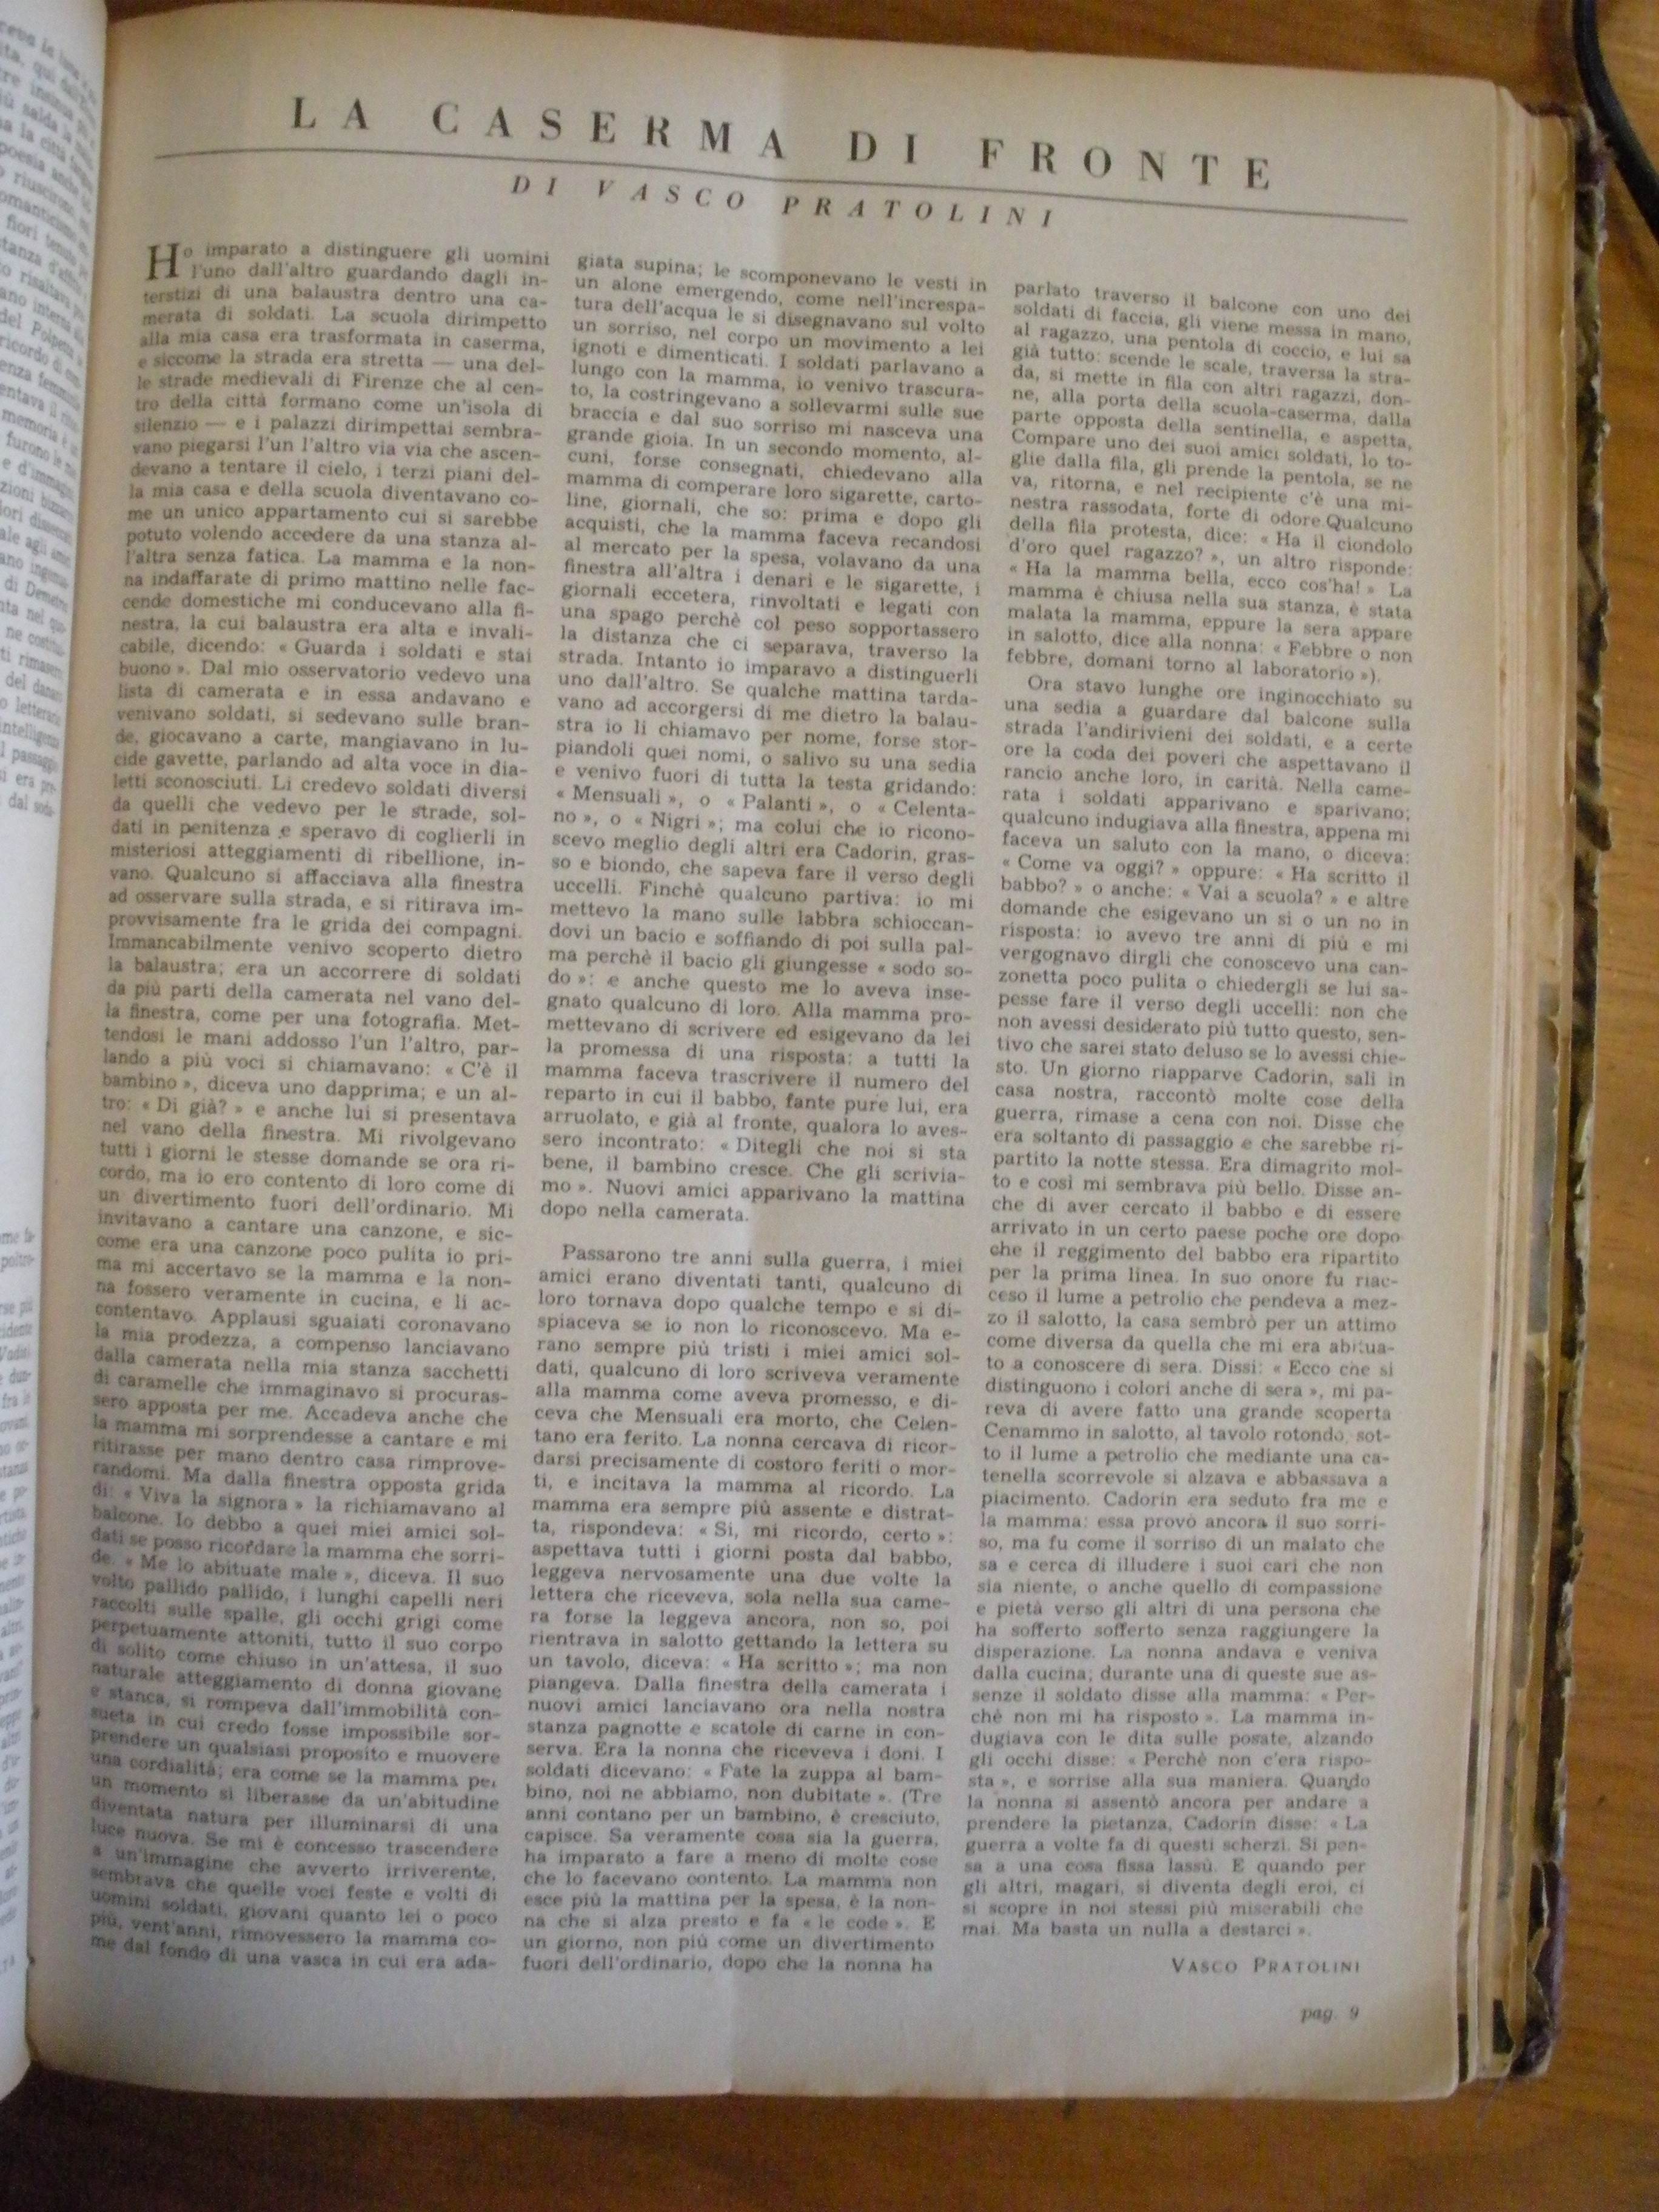 LA CASERMA DI FRONTE
DI VASCO PRATOLINI
Ho imparato a distinguere gli uomini
l'uno dall'altro guardando dagli in-
terstizi di una balaustra dentro una ca-
merata di soldati. La scuola dirimpetto
alla mia casa era trasformata in caserma,
e siccome la strada era stretta — una del-
le strade medievali di Firenze che al cen-
tro della città formano come un'isola di
silenzio — e i palazzi dirimpettai sembra-
vano piegarsi l'un l'altro via via che ascen-
devano a tentare il cielo, i terzi piani del-
la mia casa e della scuola diventavano co-
me un unico appartamento cui si sarebbe
potuto volendo accedere da una stanza al-
l'altra senza fatica. La mamma e la non-
na indaffarate di primo mattino nelle fac-
cende domestiche mi conducevano alla fi-
nestra, la cui balaustra era alta e invali-
cabile, dicendo: « Guarda i soldati e stai
buono ». Dal mio osservatorio vedevo una
lista di camerata e in essa andavano e
venivano soldati, si sedevano sulle bran-
de, giocavano a carte, mangiavano in lu-
cide gavette, parlando ad alta voce in dia-
letti sconosciuti. Li credevo soldati diversi
da quelli che vedevo per le strade, sol-
dati in penitenza e speravo di coglierli in
misteriosi atteggiamenti di ribellione, in-
vano. Qualcuno si affacciava alla finestra
ad osservare sulla strada, e si ritirava im-
provvisamente fra le grida dei compagni.
Immancabilmente venivo scoperto dietro
la balaustra; era un accorrere di soldati
da più parti della camerata nel vano del-
la finestra, come per una fotografia. Met-
tendosi le mani addosso l'un l'altro, par-
lando a più voci si chiamavano: « C'è il
bambino », diceva uno dapprima; e un al-
tro: « Di già? » e anche lui si presentava
nel vano della finestra. Mi rivolgevano
tutti i giorni le stesse domande se ora ri-
cordo, ma io ero contento di loro come di
un divertimento fuori dell'ordinario. Mi
invitavano a cantare una canzone, e sic-
come era una canzone poco pulita io pri-
ma mi accertavo se la mamma e la non-
na fossero veramente in cucina, e li ac-
contentavo. Applausi sguaiati coronavano
la mia prodezza, a compenso lanciavano
dalla camerata nella mia stanza sacchetti
di caramelle che immaginavo si procuras-
sero apposta per me. Accadeva anche che
la mamma mi sorprendesse a cantare e mi
ritirasse per mano dentro casa rimprove-
randomi. Ma dalla finestra opposta grida
di: « Viva la signora » la richiamavano al
balcone. Io debbo a quei miei amici sol-
dati se posso ricordare la mamma che sorri-
de. « Me lo abituate male », diceva. Il suo
volto pallido pallido, i lunghi capelli neri
raccolti sulle spalle, gli occhi grigi come
perpetuamente attoniti, tutto il suo corpo
di solito come chiuso in un'attesa, il suo
naturale atteggiamento di donna giovane
e stanca, si rompeva dall'immobilità con-
sueta in cui credo fosse impossibile sor-
prendere un qualsiasi proposito e muovere
una cordialità; era come se la mamma per
un momento si liberasse da un'abitudine
diventata natura per illuminarsi di una
luce nuova. Se mi è concesso trascendere
a un'immagine che avverto irriverente,
sembrava che quelle voci feste e volti di
uomini soldati, giovani quanto lei o poco
più, vent'anni, rimovessero la mamma co-
me dal fondo di una vasca in cui era ada-
giata supina; le scomponevano le vesti in
un alone emergendo, come nell'increspa-
tura dell'acqua le si disegnavano sul volto
un sorriso, nel corpo un movimento a lei
ignoti e dimenticati. I soldati parlavano a
lungo con la mamma, io venivo trascura-
to, la costringevano a sollevarmi sulle sue
braccia e dal suo sorriso mi nasceva una
grande gioia. In un secondo momento, al-
cuni, forse consegnati, chiedevano alla
mamma di comperare loro sigarette, carto-
line, giornali, che so: prima e dopo gli
acquisti, che la mamma faceva recandosi
al mercato per la spesa, volavano da una
finestra all'altra i denari e le sigarette, i
giornali eccetera, rinvoltati e legati con
una spago perchè col peso sopportassero
la distanza che ci separava, traverso la
strada. Intanto io imparavo a distinguerli
uno dall'altro. Se qualche mattina tarda-
vano ad accorgersi di me dietro la balau-
stra io li chiamavo per nome, forse stor-
piandoli quei nomi, o salivo su una sedia
e venivo fuori di tutta la testa gridando:
« Mensuali », o « Palanti », o « Celenta-
no », o « Nigri »; ma colui che io ricono-
scevo meglio degli altri era Cadorin, gras-
so e biondo, che sapeva fare il verso degli
uccelli. Finchè qualcuno partiva: io mi
mettevo la mano sulle labbra schioccan-
dovi un bacio e soffiando di poi sulla pal-
ma perchè il bacio gli giungesse « sodo so-
do »: e anche questo me lo aveva inse-
gnato qualcuno di loro. Alla mamma pro-
mettevano di scrivere ed esigevano da lei
la promessa di una risposta: a tutti la
mamma faceva trascrivere il numero del
reparto in cui il babbo, fante pure lui, era
arruolato, e già al fronte, qualora lo aves-
sero incontrato: « Ditegli che noi si sta
bene, il bambino cresce. Che gli scrivia-
mo ». Nuovi amici apparivano la mattina
dopo nella camerata.
Passarono tre anni sulla guerra, i miei
amici erano diventati tanti, qualcuno di
loro tornava dopo qualche tempo e si di-
spiaceva se io non lo riconoscevo. Ma e-
rano sempre più tristi i miei amici sol-
dati, qualcuno di loro scriveva veramente
alla mamma come aveva promesso, e di-
ceva che Mensuali era morto, che Celen-
tano era ferito. La nonna cercava di ricor-
darsi precisamente di costoro feriti o mor-
ti, e incitava la mamma al ricordo. La
mamma era sempre più assente e distrat-
ta, rispondeva: « Si, mi ricordo, certo »:
aspettava tutti i giorni posta dal babbo,
leggeva nervosamente una due volte la
lettera che riceveva, sola nella sua came-
ra forse la leggeva ancora, non so, poi
rientrava in salotto gettando la lettera su
un tavolo, diceva: « Ha scritto »; ma non
piangeva. Dalla finestra della camerata i
nuovi amici lanciavano ora nella nostra
stanza pagnotte e scatole di carne in con-
serva. Era la nonna che riceveva i doni. I
soldati dicevano: « Fate la zuppa al bam-
bino, noi ne abbiamo, non dubitate ». (Tre
anni contano per un bambino, è cresciuto,
capisce. Sa veramente cosa sia la guerra,
ha imparato a fare a meno di molte cose
che lo facevano contento. La mamma non
esce più la mattina per la spesa, è la non-
na che si alza presto e fa « le code ». E
un giorno, non più come un divertimento
fuori dell'ordinario, dopo che la nonna ha
parlato traverso il balcone con uno dei
soldati di faccia, gli viene messa in mano,
al ragazzo, una pentola di coccio, e lui sa
già tutto: scende le scale, traversa la stra-
da, si mette in fila con altri ragazzi, don-
ne, alla porta della scuola-caserma, dalla
parte opposta della sentinella, e aspetta.
Compare uno dei suoi amici soldati, lo to-
glie dalla fila, gli prende la pentola, se ne
va, ritorna, e nel recipiente c'è una mi-
nestra rassodata, forte di odore.Qualcuno
della fila protesta, dice: « Ha il ciondolo
d'oro quel ragazzo? », un altro risponde:
« Ha la mamma bella, ecco cos'ha! » La
mamma è chiusa nella sua stanza, è stata
malata la mamma, eppure la sera appare
in salotto, dice alla nonna: « Febbre o non
febbre, domani torno al laboratorio »).
Ora stavo lunghe ore inginocchiato su
una sedia a guardare dal balcone sulla
strada l'andirivieni dei soldati, e a certe
ore la coda dei poveri che aspettavano il
rancio anche loro, in carità. Nella came-
rata i soldati apparivano e sparivano;
qualcuno indugiava alla finestra, appena mi
faceva un saluto con la mano, o diceva:
« Come va oggi? » oppure: « Ha scritto il
babbo? » o anche: « Vai a scuola? » e altre
domande che esigevano un si o un no in
risposta: io avevo tre anni di più e mi
vergognavo dirgli che conoscevo una can-
zonetta poco pulita o chiedergli se lui sa-
pesse fare il verso degli uccelli: non che
non avessi desiderato più tutto questo, sen-
tivo che sarei stato deluso se lo avessi chie-
sto. Un giorno riapparve Cadorin, salì in
casa nostra, raccontò molte cose della
guerra, rimase a cena con noi. Disse che
era soltanto di passaggio e che sarebbe ri-
partito la notte stessa. Era dimagrito mol-
to e così mi sembrava più bello. Disse an-
che di aver cercato il babbo e di essere
arrivato in un certo paese poche ore dopo
che il reggimento del babbo era ripartito
per la prima linea. In suo onore fu riac-
ceso il lume a petrolio che pendeva a mez-
zo il salotto, la casa sembrò per un attimo
come diversa da quella che mi era abitua-
to a conoscere di sera. Dissi: « Ecco che si
distinguono i colori anche di sera », mi pa-
reva di avere fatto una grande scoperta
Cenammo in salotto, al tavolo rotondo, sot-
to il lume a petrolio che mediante una ca-
tenella scorrevole si alzava e abbassava a
piacimento. Cadorin era seduto fra me e
la mamma: essa provò ancora il suo sorri-
so, ma fu come il sorriso di un malato che
sa e cerca di illudere i suoi cari che non
sia niente, o anche quello di compassione
e pietà verso gli altri di una persona che
ha sofferto sofferto senza raggiungere la
disperazione. La nonna andava e veniva
dalla cucina; durante una di queste sue as-
senze il soldato disse alla mamma: « Per-
chè non mi ha risposto ». La mamma in-
dugiava con le dita sulle posate, alzando
gli occhi disse: « Perchè non c'era rispo-
sta », e sorrise alla sua maniera. Quando
la nonna si assentò ancora per andare a
prendere la pietanza, Cadorin disse: « La
guerra a volte fa di questi scherzi. Si pen-
sa a una cosa fissa lassù. E quando per
gli altri, magari, si diventa degli eroi, ci
si scopre in noi stessi più miserabili che
mai. Ma basta un nulla a destarci ».
VASCO PRATOLINI
pag. 9